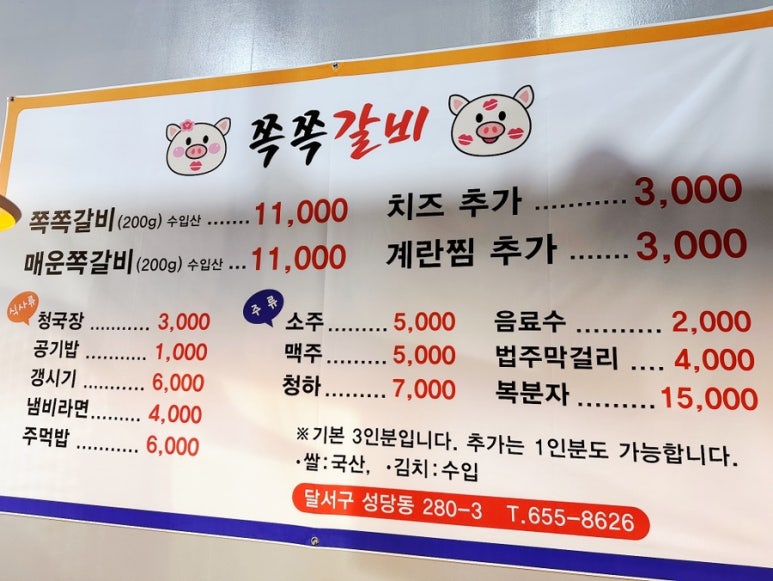 쪽쪽갈비
쪽쪽갈비(200g) 수입산 ....... 11,000
매운쪽갈비(200g) 수입산 ... 11,000
치즈 추가 ........... 3,000
계란찜 추가 ....... 3,000
식사류
청국장 ........... 3,000
공기밥 ........... 1,000
갱시기 ........... 6,000
냄비라면......... 4,000
주먹밥 ........... 6,000
주류
소주......... 5,000
맥주......... 5,000
청하......... 7,000
음료수 .......... 2,000
법주막걸리 .... 4,000
복분자 ......... 15,000
※기본 3인분입니다. 추가는 1인분도 가능합니다.
·쌀:국산, ·김치:수입
달서구 성당동 280-3 T.655-8626